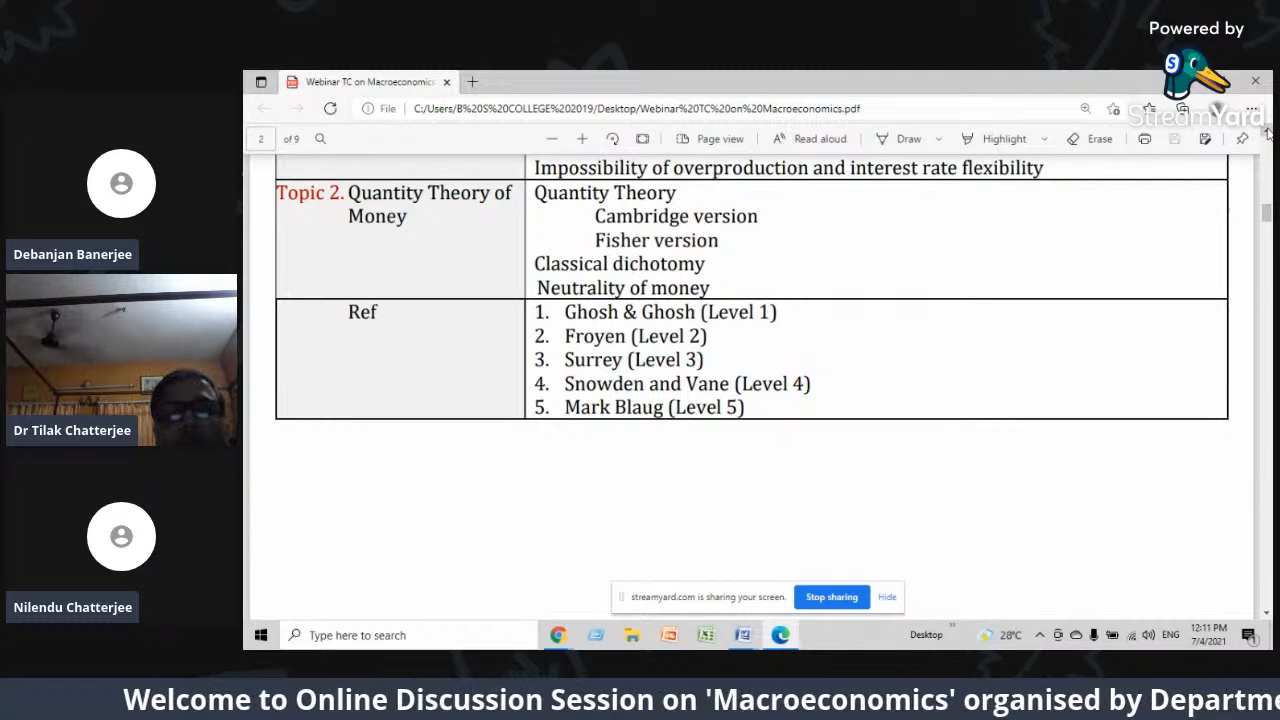 Powered by
S
StreamYard
Webinar TC on Macroeconomics
File C:/Users/B%20S%20COLLEGE%202019/Desktop/Webinar%20TC%20on%20Macroeconomics.pdf
2 of 9 Page view Read aloud Draw Highlight Erase
Impossibility of overproduction and interest rate flexibility
Topic 2. Quantity Theory of Money
Quantity Theory
Cambridge version
Fisher version
Classical dichotomy
Neutrality of money
Ref
1. Ghosh & Ghosh (Level 1)
2. Froyen (Level 2)
3. Surrey (Level 3)
4. Snowden and Vane (Level 4)
5. Mark Blaug (Level 5)
Debanjan Banerjee
Dr Tilak Chatterjee
Nilendu Chatterjee
streamyard.com is sharing your screen. Stop sharing Hide
Type here to search
Desktop 28°C ENG 12:11 PM
7/4/2021
Welcome to Online Discussion Session on 'Macroeconomics' organised by Departme